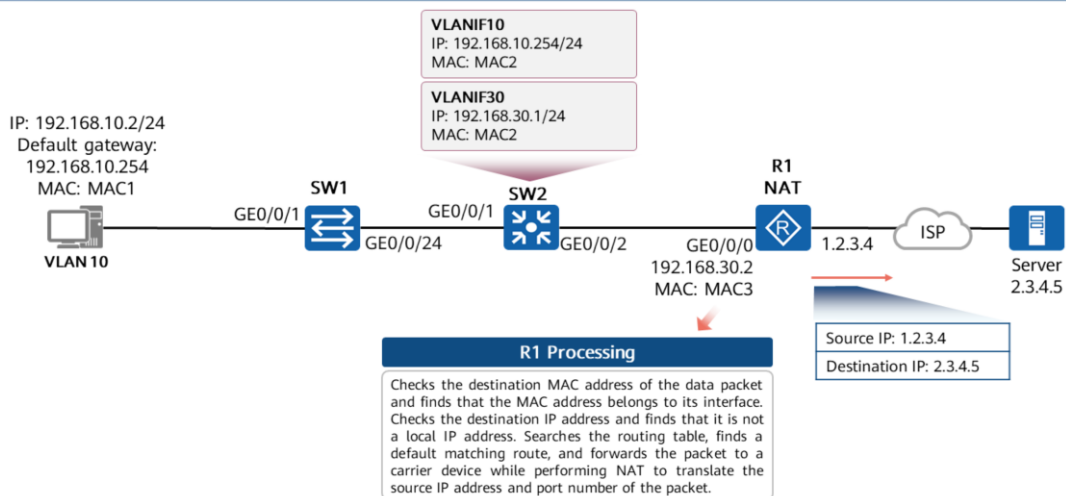 VLANIF10
IP: 192.168.10.254/24
MAC: MAC2
VLANIF30
IP: 192.168.30.1/24
MAC: MAC2
IP: 192.168.10.2/24
Default gateway:
192.168.10.254
MAC: MAC1
VLAN 10
SW1
GE0/0/1
GE0/0/24
SW2
GE0/0/1
GE0/0/2
R1
NAT
R
GE0/0/0
192.168.30.2
MAC: MAC3
1.2.3.4
ISP
Server
2.3.4.5
Source IP: 1.2.3.4
Destination IP: 2.3.4.5
R1 Processing
Checks the destination MAC address of the data packet
and finds that the MAC address belongs to its interface.
Checks the destination IP address and finds that it is not
a local IP address. Searches the routing table, finds a
default matching route, and forwards the packet to a
carrier device while performing NAT to translate the
source IP address and port number of the packet.